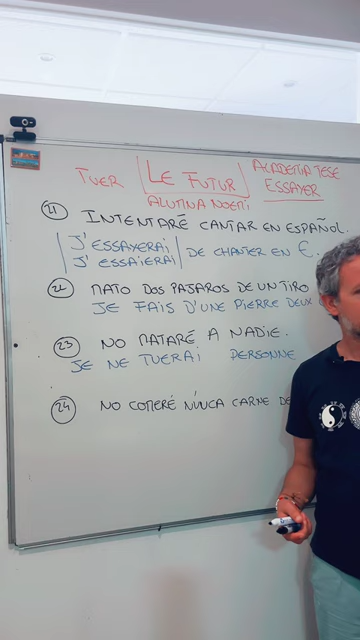 TUER LE FUTUR ACADEMIA JESE
ALUMNA NOEMI ESSAYER
21 INTENTARÉ CANTAR EN ESPAÑOL.
J'ESSAYERAI
J'ESSAIERAI DE CHANTER EN E.
22 MATO DOS PÁJAROS DE UN TIRO
JE FAIS D'UNE PIERRE DEUX
23 NO MATARÉ A NADIE.
JE NE TUERAI PERSONNE
24 NO COMERÉ NUNCA CARNE DE